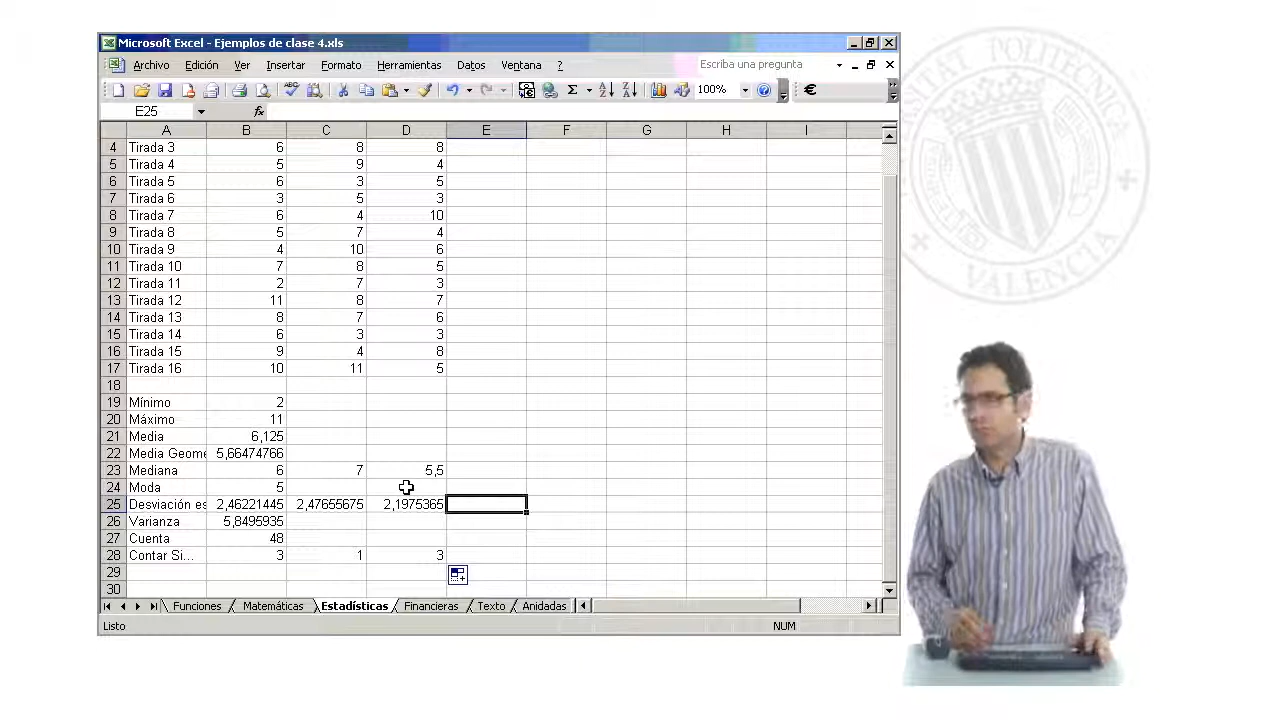 Microsoft Excel - Ejemplos de clase 4.xls
Archivo Edición Ver Insertar Formato Herramientas Datos Ventana ? Escriba una pregunta
Σ 100% €
E25 fx
A B C D E F G H I
4 Tirada 3 6 8 8
5 Tirada 4 5 9 4
6 Tirada 5 6 3 5
7 Tirada 6 3 5 3
8 Tirada 7 6 4 10
9 Tirada 8 5 7 4
10 Tirada 9 4 10 6
11 Tirada 10 7 8 5
12 Tirada 11 2 7 3
13 Tirada 12 11 8 7
14 Tirada 13 8 7 6
15 Tirada 14 6 3 3
16 Tirada 15 9 4 8
17 Tirada 16 10 11 5
18
19 Mínimo 2
20 Máximo 11
21 Media 6,125
22 Media Geome 5,66474766
23 Mediana 6 7 5,5
24 Moda 5
25 Desviación es 2,46221445 2,47655675 2,1975365
26 Varianza 5,8495935
27 Cuenta 48
28 Contar Si... 3 1 3
29
30
Funciones Matemáticas Estadísticas Financieras Texto Anidadas
Listo NUM
POLITECNICA
VALENCIA